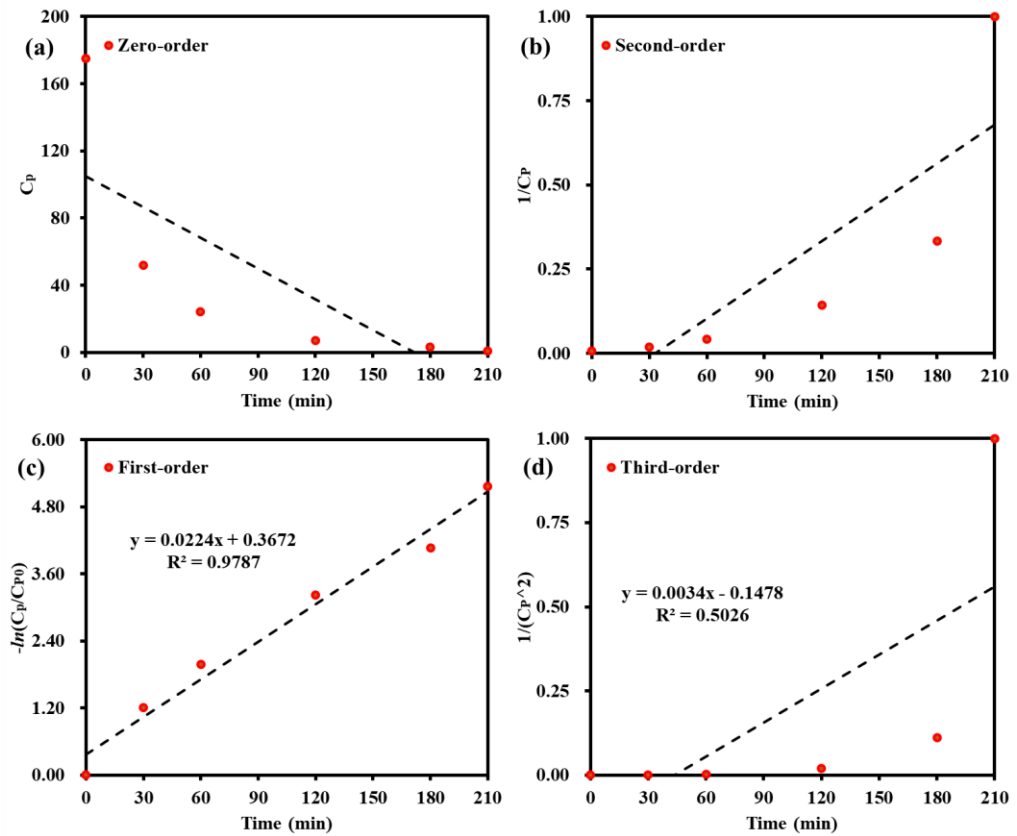 (a)
Zero-order
200
160
120
80
40
0
Cp
0 30 60 90 120 150 180 210
Time (min)
(b)
Second-order
1.00
0.75
0.50
0.25
0.00
1/CP
0 30 60 90 120 150 180 210
Time (min)
(c)
First-order
6.00
4.80
3.60
2.40
1.20
0.00
-ln(Cp/CP0)
y = 0.0224x + 0.3672
R² = 0.9787
0 30 60 90 120 150 180 210
Time (min)
(d)
Third-order
1.00
0.75
0.50
0.25
0.00
1/(CP^2)
y = 0.0034x - 0.1478
R² = 0.5026
0 30 60 90 120 150 180 210
Time (min)